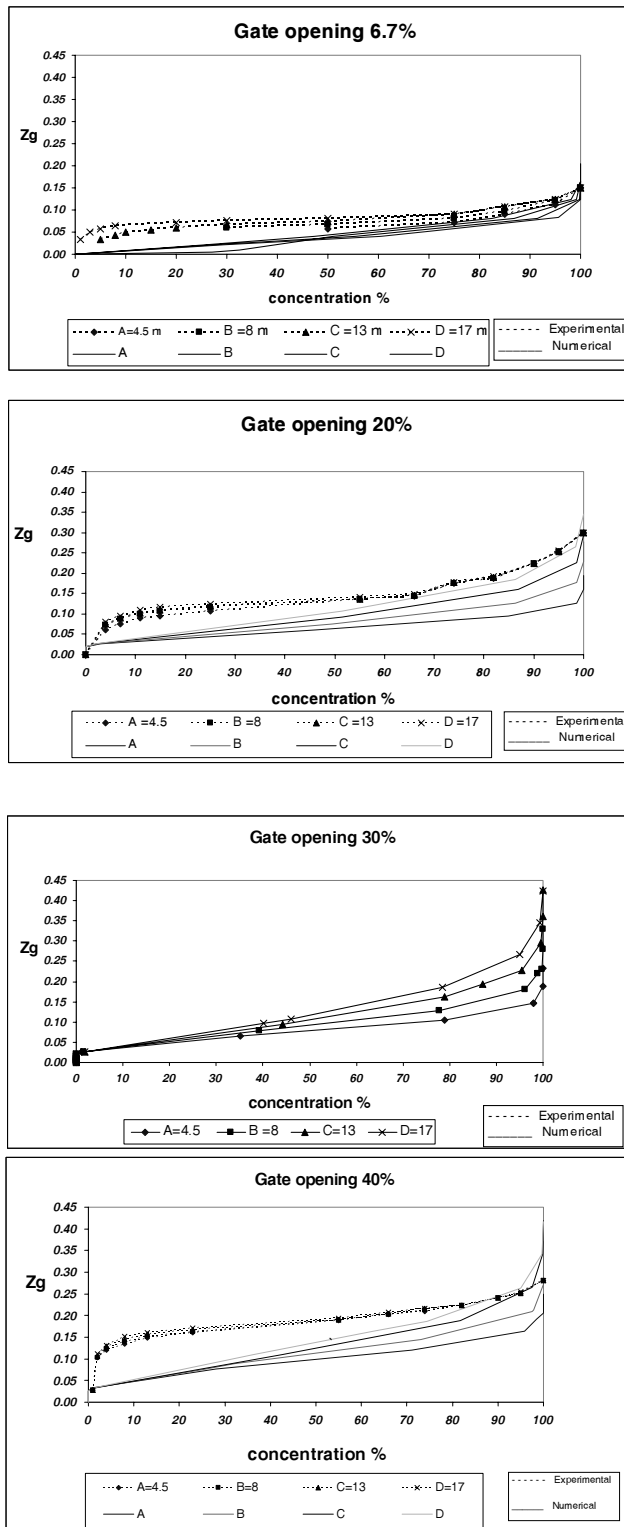 Gate opening 6.7%
Zg
0.45
0.40
0.35
0.30
0.25
0.20
0.15
0.10
0.05
0.00
0 10 20 30 40 50 60 70 80 90 100
concentration %
A=4.5 m B =8 m C =13 m D =17 m
A B C D
Experimental
Numerical
Gate opening 20%
Zg
0.45
0.40
0.35
0.30
0.25
0.20
0.15
0.10
0.05
0.00
0 10 20 30 40 50 60 70 80 90 100
concentration %
A =4.5 B =8 C =13 D =17
A B C D
Experimental
Numerical
Gate opening 30%
Zg
0.45
0.40
0.35
0.30
0.25
0.20
0.15
0.10
0.05
0.00
0 10 20 30 40 50 60 70 80 90 100
concentration %
A=4.5 B =8 C=13 D=17
Experimental
Numerical
Gate opening 40%
Zg
0.45
0.40
0.35
0.30
0.25
0.20
0.15
0.10
0.05
0.00
0 10 20 30 40 50 60 70 80 90 100
concentration %
A=4.5 B=8 C=13 D=17
A B C D
Experimental
Numerical